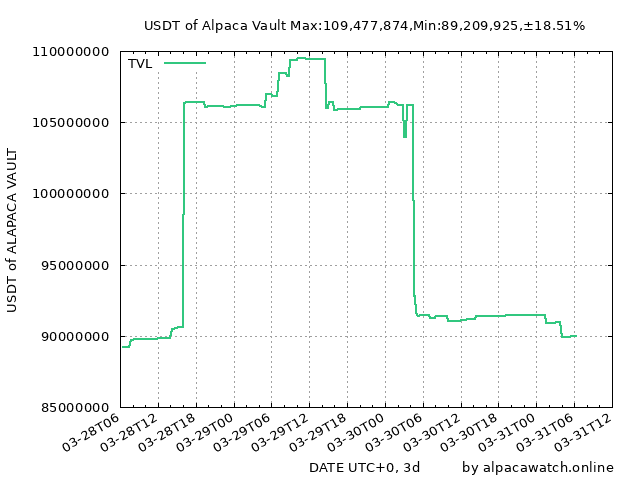 USDT of Alpaca Vault Max:109,477,874,Min:89,209,925,±18.51%
TVL
110000000
105000000
100000000
95000000
90000000
85000000
USDT of ALAPACA VAULT
03-28T06
03-28T12
03-28T18
03-29T00
03-29T06
03-29T12
03-29T18
03-30T00
03-30T06
03-30T12
03-30T18
03-31T00
03-31T06
03-31T12
DATE UTC+0, 3d
by alpacawatch.online